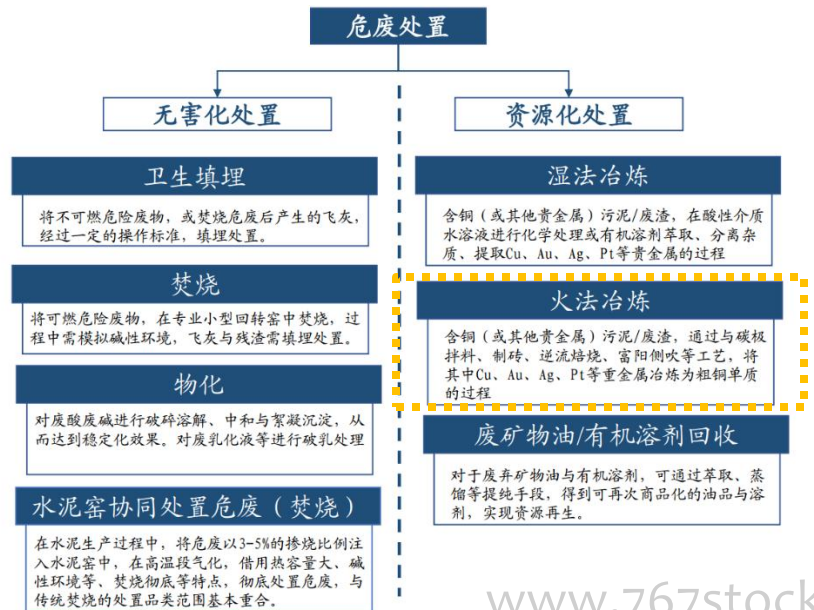 危废处置
无害化处置
卫生填埋
将不可燃危险废物，或焚烧危废后产生的飞灰，
经过一定的操作标准，填埋处置。
焚烧
将可燃危险废物，在专业小型回转窑中焚烧，过
程中需模拟碱性环境，飞灰与残渣需填埋处置。
物化
对废酸废碱进行破碎溶解、中和与絮凝沉淀，从
而达到稳定化效果。对废乳化液等进行破乳处理
水泥窑协同处置危废（焚烧）
在水泥生产过程中，将危废以3-5%的掺烧比例注
入水泥窑中，在高温段气化，借用热容量大、碱
性环境等、焚烧彻底等特点，彻底处置危废，与
传统焚烧的处置品类范围基本重合。
资源化处置
湿法冶炼
含铜（或其他贵金属）污泥/废渣，在酸性介质
水溶液进行化学处理或有机溶剂萃取、分离杂
质、提取Cu、Au、Ag、Pt等贵金属的过程
火法冶炼
含铜（或其他贵金属）污泥/废渣，通过与碳极
拌料、制砖、逆流焙烧、富阳侧吹等工艺，将
其中Cu、Au、Ag、Pt等重金属冶炼为粗铜单质
的过程
废矿物油/有机溶剂回收
对于废弃矿物油与有机溶剂，可通过萃取、蒸
馏等提纯手段，得到可再次商品化的油品与溶
剂，实现资源再生。
www.767stock